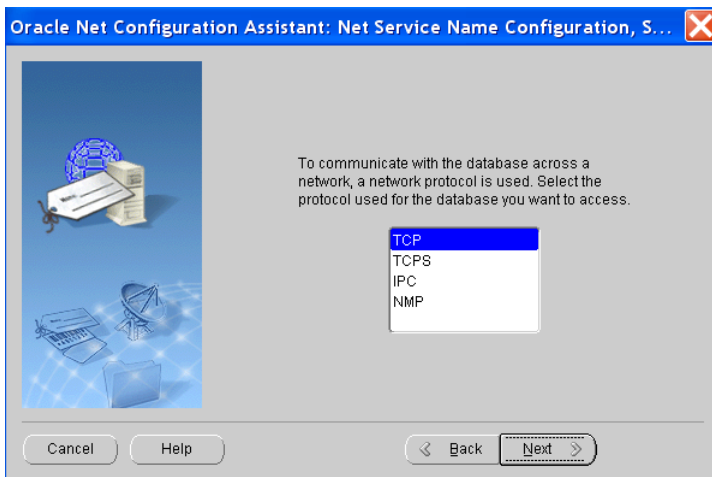 Oracle Net Configuration Assistant: Net Service Name Configuration, S...
To communicate with the database across a
network, a network protocol is used. Select the
protocol used for the database you want to access.
TCP
TCPS
IPC
NMP
Cancel
Help
Back
Next